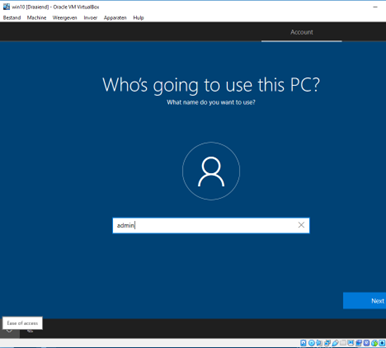 win10 [Draaiend] - Oracle VM VirtualBox
Bestand Machine Weergeven Invoer Apparaten Hulp
Account
Who's going to use this PC?
What name do you want to use?
admin
Next
Ease of access